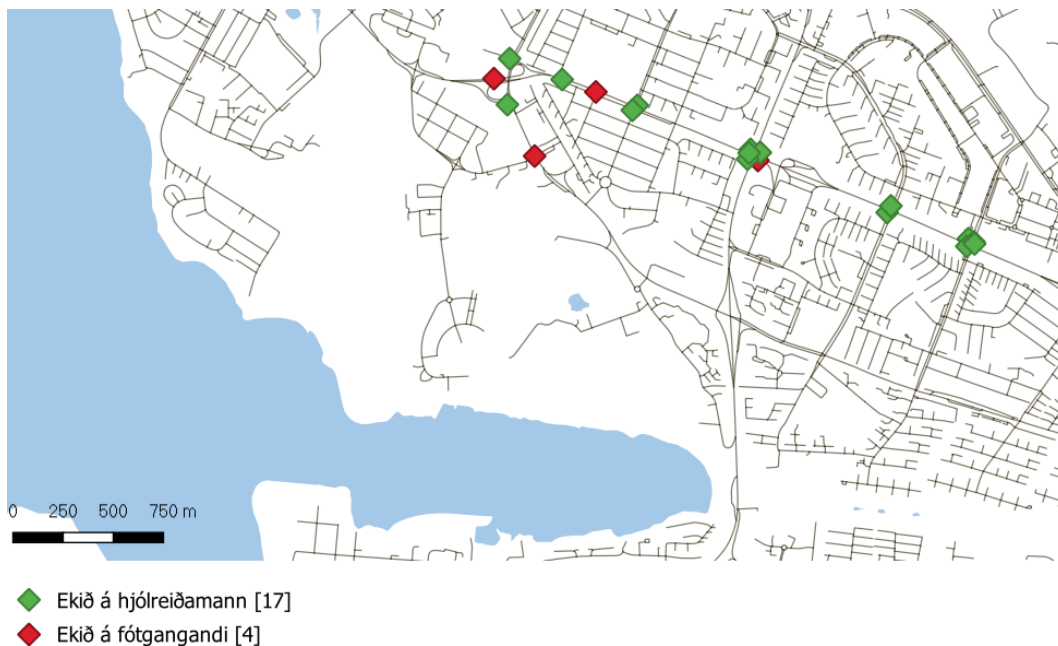 0 250 500 750 m
Ekið á hjólreiðamann [17]
Ekið á fótgangandi [4]